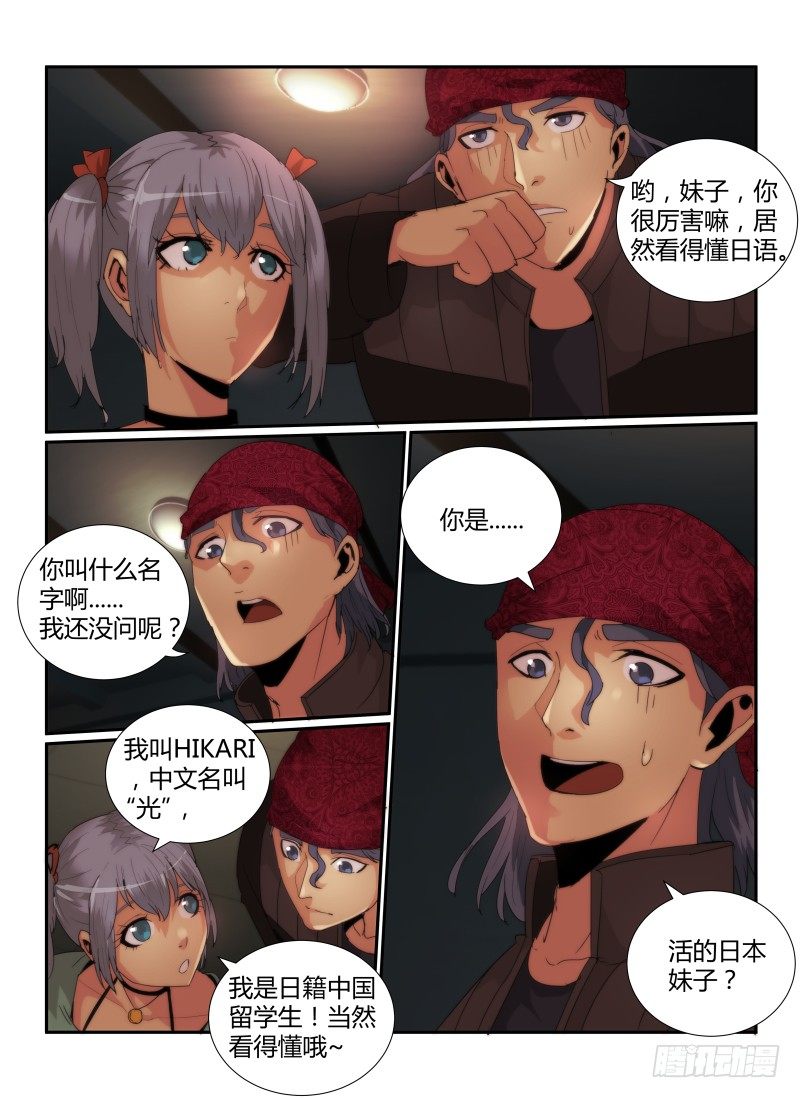 哟，妹子，你
很厉害嘛，居
然看得懂日语。
你叫什么名
字啊……
我还没问呢？
我叫HIKARI
，中文名叫
“光”，
我是日籍中国
留学生！当然
看得懂哦~
你是……
活的日本
妹子？
腾讯动漫